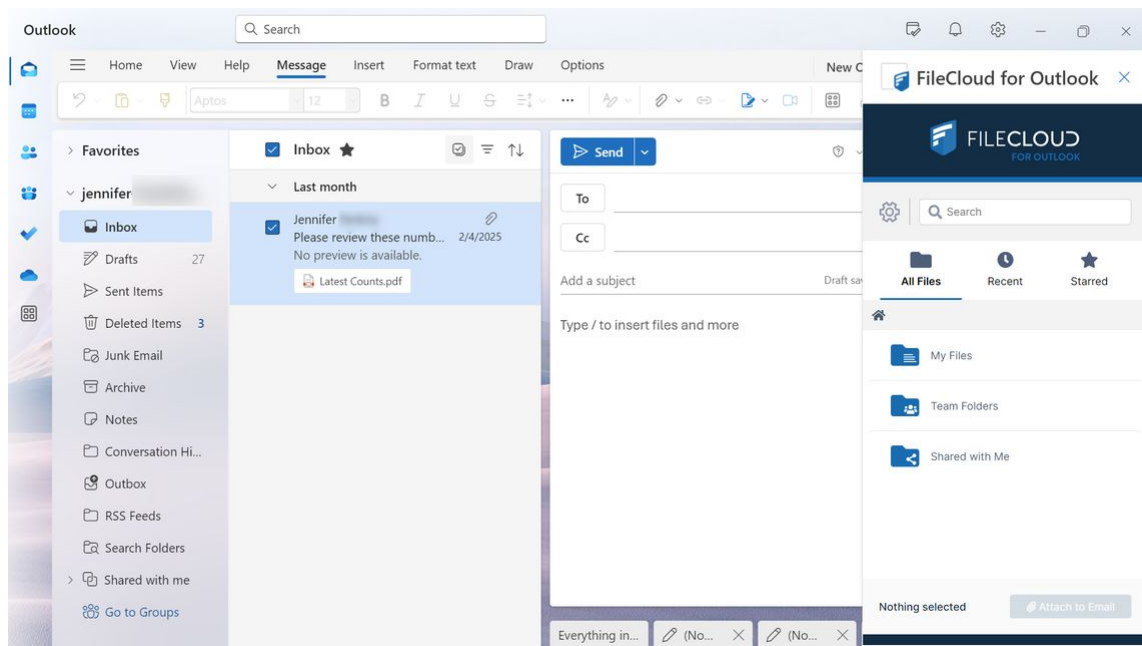 Outlook
Search
Home View Help Message Insert Format text Draw Options
New C
Aptos 12 B I U S
Favorites
jennifer
Inbox
Drafts 27
Sent Items
Deleted Items 3
Junk Email
Archive
Notes
Conversation Hi...
Outbox
RSS Feeds
Search Folders
Shared with me
Go to Groups
Inbox
Last month
Jennifer
Please review these numb... 2/4/2025
No preview is available.
Latest Counts.pdf
Send
To
Cc
Add a subject Draft sav
Type / to insert files and more
Everything in... (No... (No...
FileCloud for Outlook
FILECLOUD
FOR OUTLOOK
Search
All Files Recent Starred
My Files
Team Folders
Shared with Me
Nothing selected Attach to Email